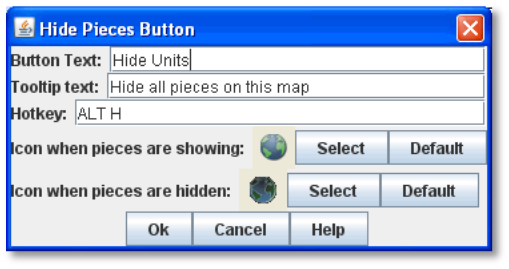 Hide Pieces Button
Button Text: Hide Units
Tooltip text: Hide all pieces on this map
Hotkey: ALT H
Icon when pieces are showing: Select Default
Icon when pieces are hidden: Select Default
Ok Cancel Help